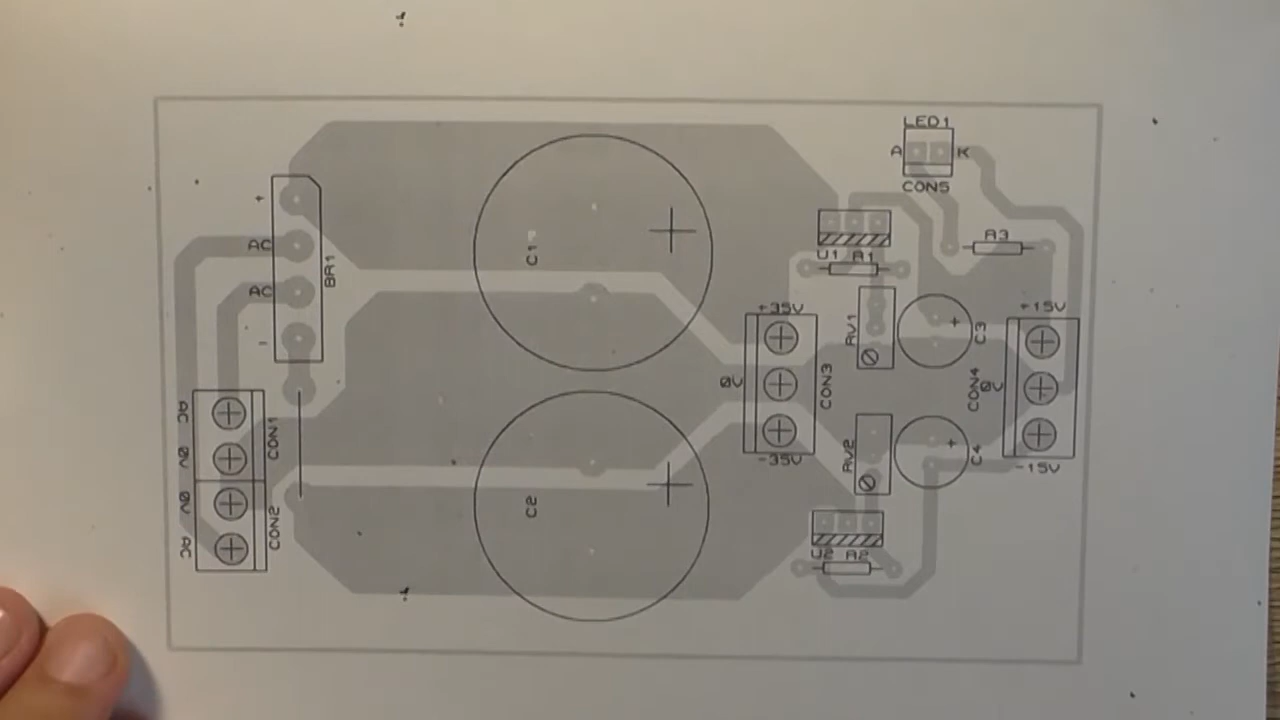 LED1
A K
CON5
+
AC
AC
-
BR1
C1
C2
+35V
0V
-35V
CON3
U1 R1
R3
RV1
C3
+
+15V
0V
-15V
CON4
RV2
C4
+
U2 R2
AC
0V
0V
AC
CON1
CON2